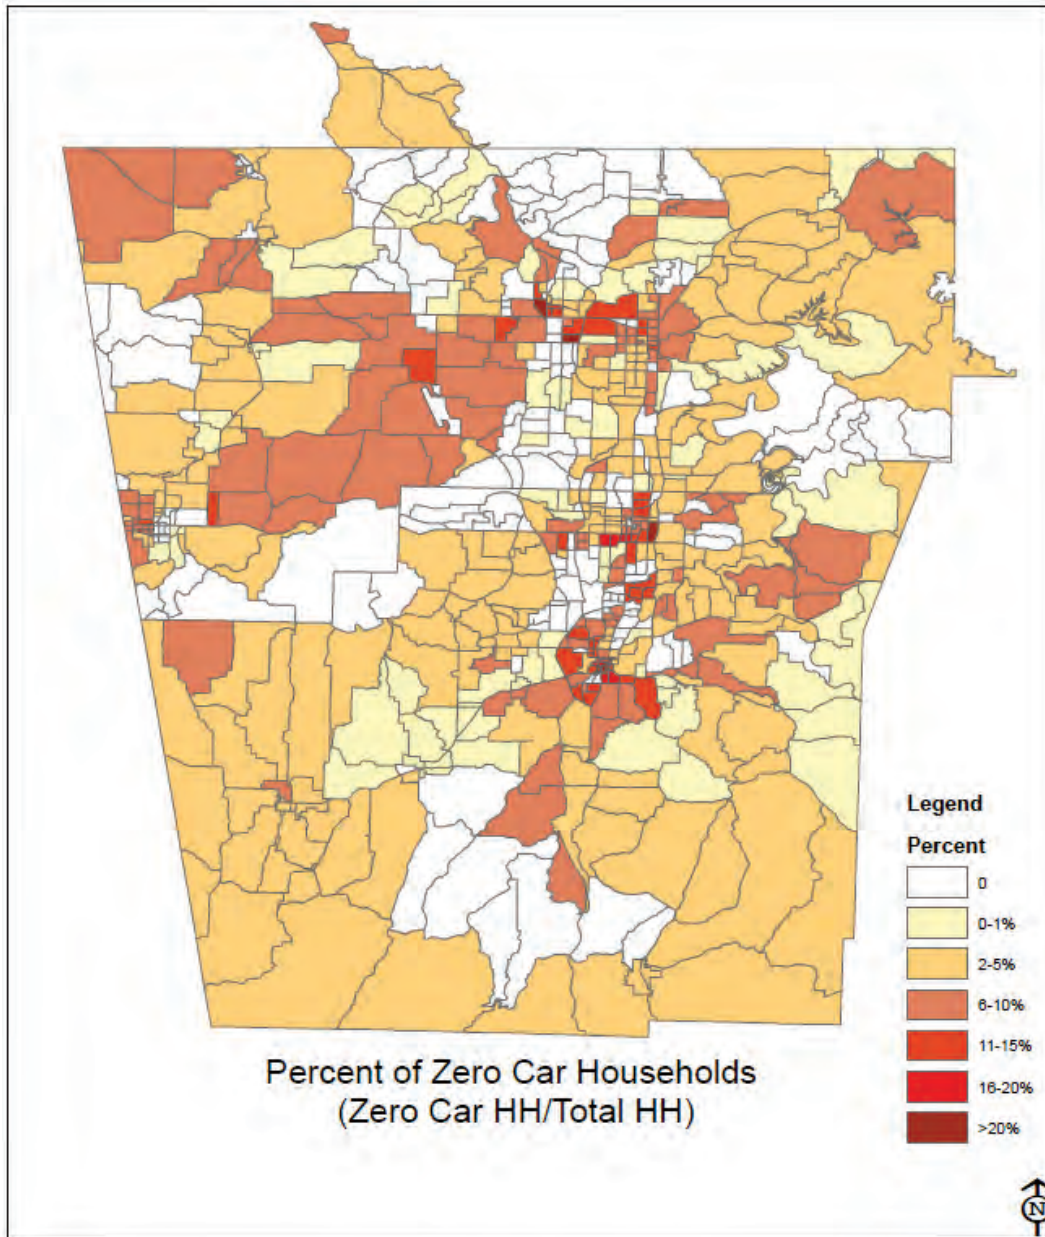 Legend
Percent
0
0-1%
2-5%
6-10%
11-15%
16-20%
>20%
Percent of Zero Car Households
(Zero Car HH/Total HH)
N